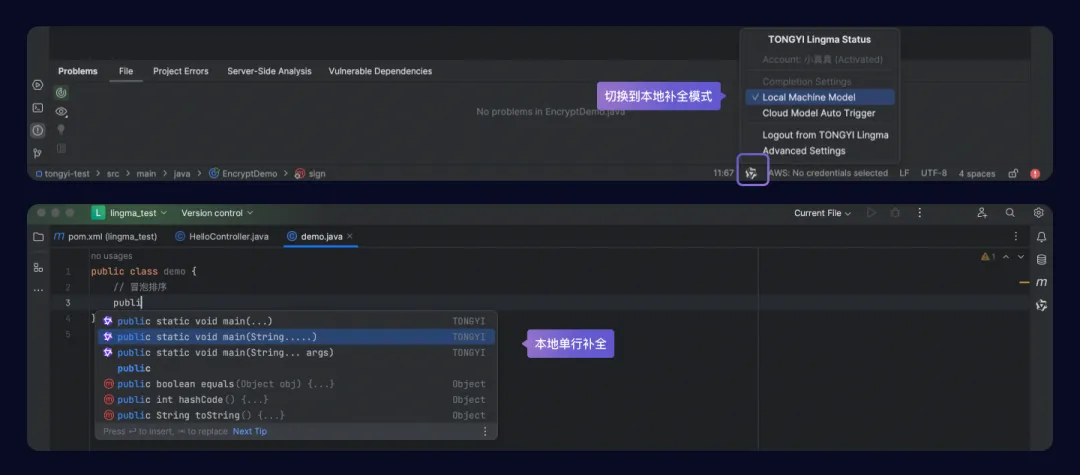 TONGYI Lingma Status
Account: 小真真 (Activated)
Completion Settings
切换到本地补全模式
✓ Local Machine Model
Cloud Model Auto Trigger
Logout from TONGYI Lingma
Advanced Settings
Problems File Project Errors Server-Side Analysis Vulnerable Dependencies
No problems in EncryptDemo.java
tongyi-test > src > main > java > EncryptDemo > sign
11:67 AWS: No credentials selected LF UTF-8 4 spaces
L lingma_test Version control Current File
pom.xml (lingma_test) HelloController.java demo.java ×
no usages
1 public class demo {
2 // 冒泡排序
3 publi
4 }
5
public static void main(...) TONGYI
public static void main(String.....) TONGYI
public static void main(String... args) TONGYI
public
public boolean equals(Object obj) {...} Object
public int hashCode() {...} Object
public String toString() {...} Object
Press ↵ to insert, ⇥ to replace Next Tip
本地单行补全
1
m